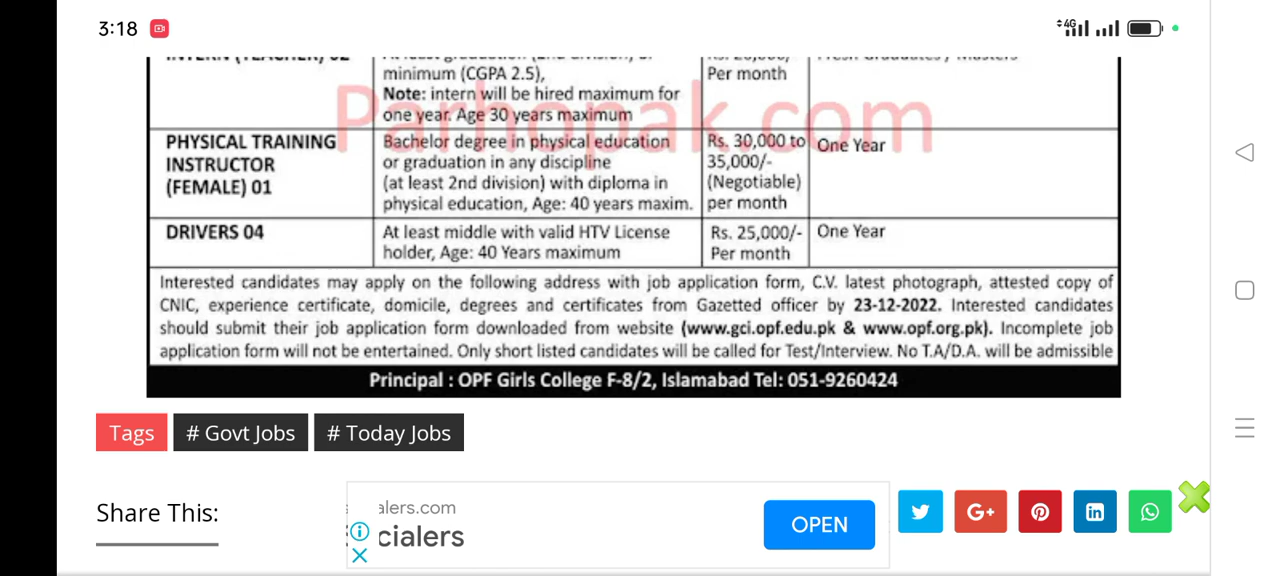 3:18
4G
minimum (CGPA 2.5),
Per month
Note: intern will be hired maximum for
one year. Age 30 years maximum
Parhopak.com
PHYSICAL TRAINING
INSTRUCTOR
(FEMALE) 01
Bachelor degree in physical education
or graduation in any discipline
(at least 2nd division) with diploma in
physical education, Age: 40 years maxim.
Rs. 30,000 to
35,000/-
(Negotiable)
per month
One Year
DRIVERS 04
At least middle with valid HTV License
holder, Age: 40 Years maximum
Rs. 25,000/-
Per month
One Year
Interested candidates may apply on the following address with job application form, C.V. latest photograph, attested copy of
CNIC, experience certificate, domicile, degrees and certificates from Gazetted officer by 23-12-2022. Interested candidates
should submit their job application form downloaded from website (www.gci.opf.edu.pk & www.opf.org.pk). Incomplete job
application form will not be entertained. Only short listed candidates will be called for Test/Interview. No T.A/D.A. will be admissible
Principal : OPF Girls College F-8/2, Islamabad Tel: 051-9260424
Tags
# Govt Jobs
# Today Jobs
Share This:
alers.com
cialers
OPEN
G+
in